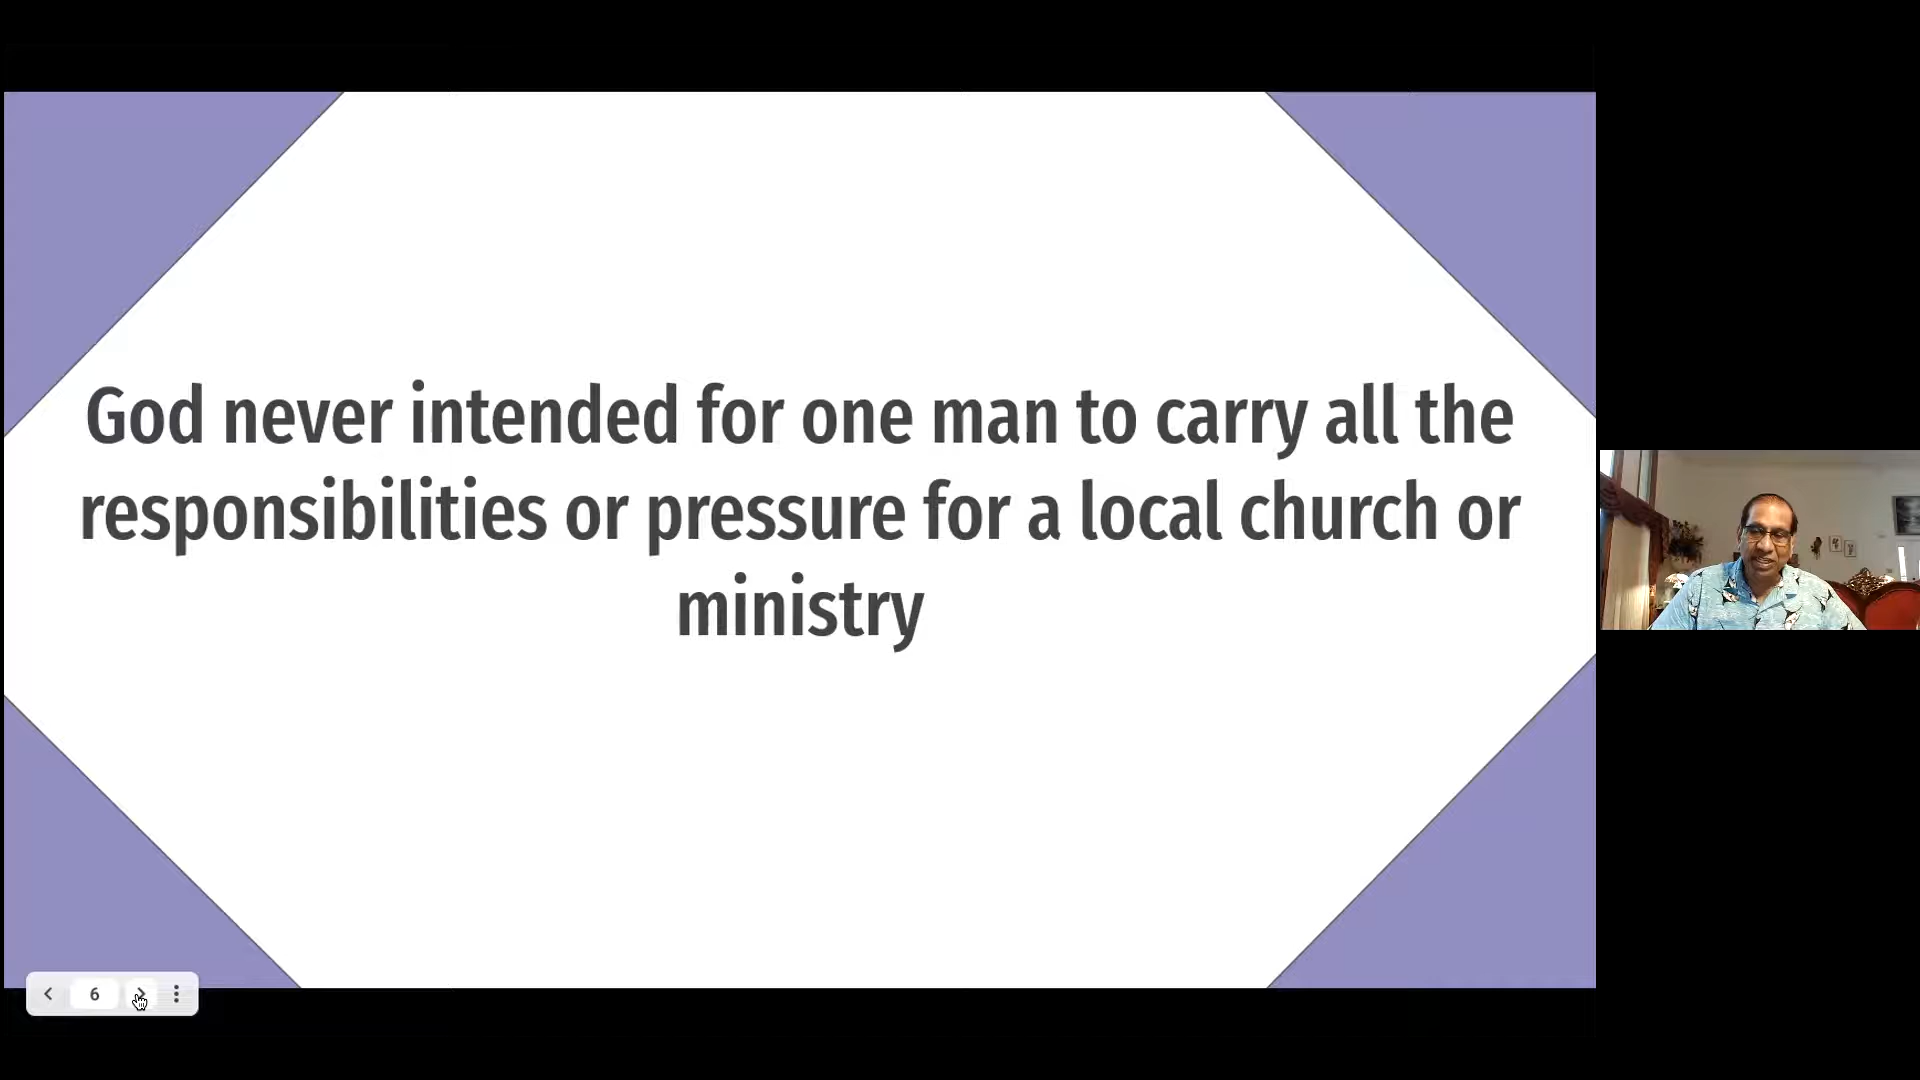 God never intended for one man to carry all the
responsibilities or pressure for a local church or
ministry
6